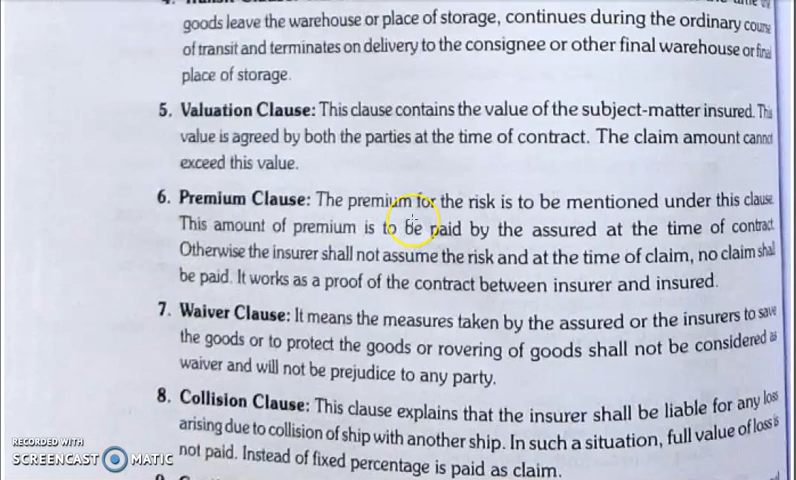 goods leave the warehouse or place of storage, continues during the ordinary course
of transit and terminates on delivery to the consignee or other final warehouse or final
place of storage.
5. Valuation Clause: This clause contains the value of the subject-matter insured. This
value is agreed by both the parties at the time of contract. The claim amount cannot
exceed this value.
6. Premium Clause: The premium for the risk is to be mentioned under this clause.
This amount of premium is to be paid by the assured at the time of contract.
Otherwise the insurer shall not assume the risk and at the time of claim, no claim shall
be paid. It works as a proof of the contract between insurer and insured.
7. Waiver Clause: It means the measures taken by the assured or the insurers to save
the goods or to protect the goods or rovering of goods shall not be considered as
waiver and will not be prejudice to any party.
8. Collision Clause: This clause explains that the insurer shall be liable for any loss
arising due to collision of ship with another ship. In such a situation, full value of loss is
not paid. Instead of fixed percentage is paid as claim.
RECORDED WITH
SCREENCAST MATIC